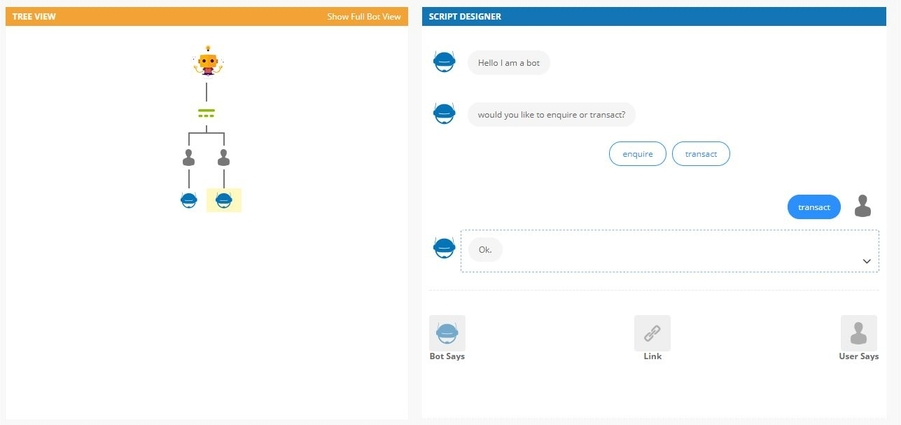 TREE VIEW
Show Full Bot View
SCRIPT DESIGNER
Hello I am a bot
would you like to enquire or transact?
enquire
transact
transact
Ok.
Bot Says
Link
User Says